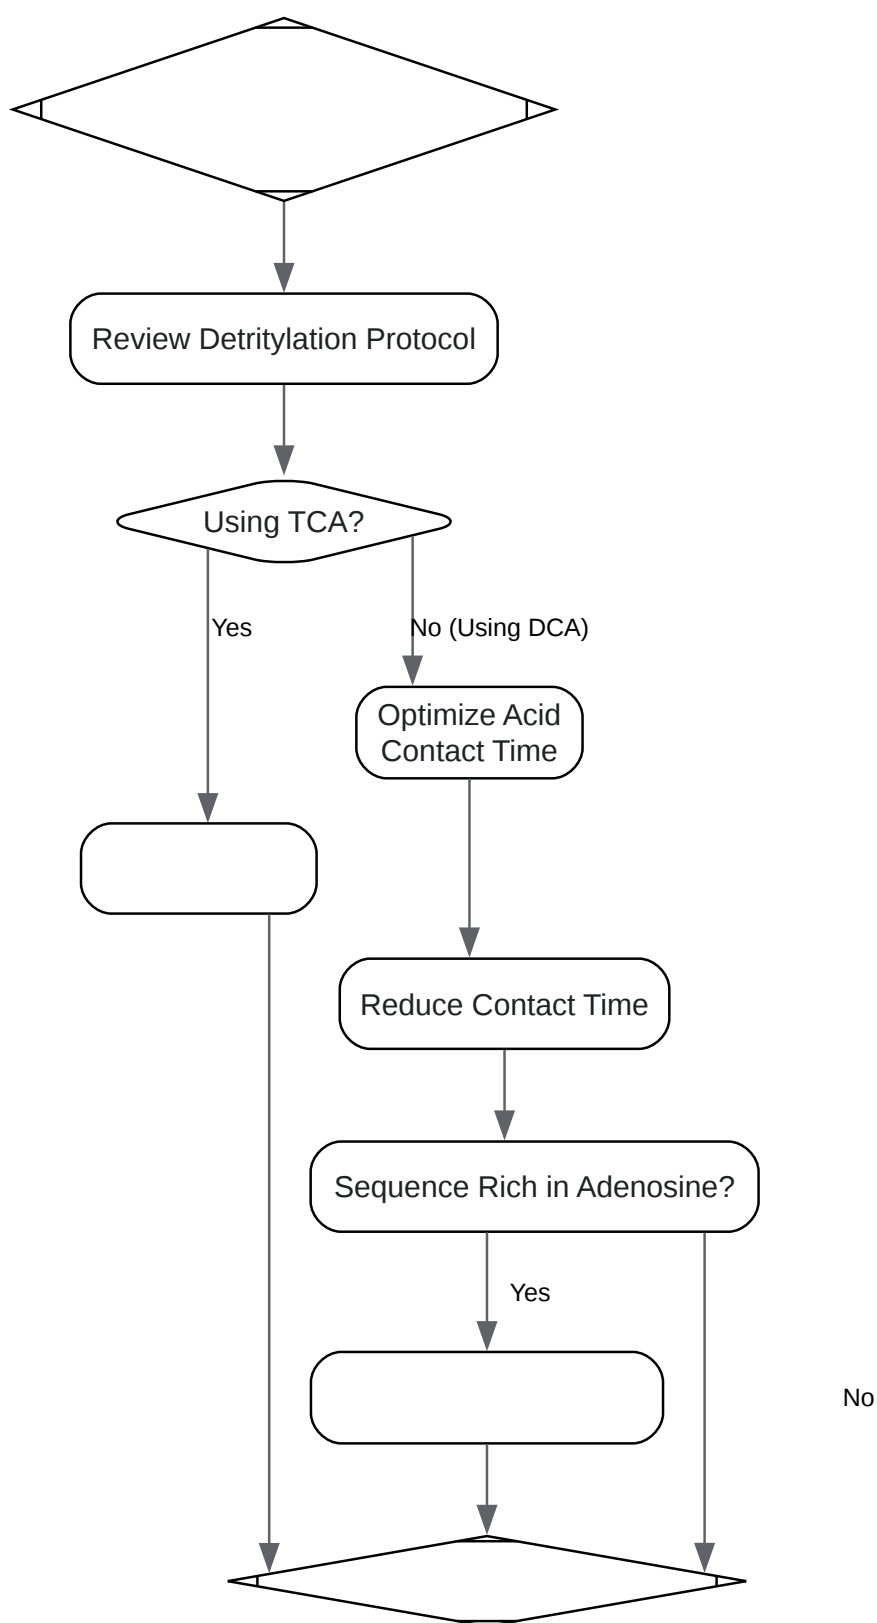 Review Detritylation Protocol
Using TCA?
Yes
No (Using DCA)
Optimize Acid
Contact Time
Reduce Contact Time
Sequence Rich in Adenosine?
Yes
No